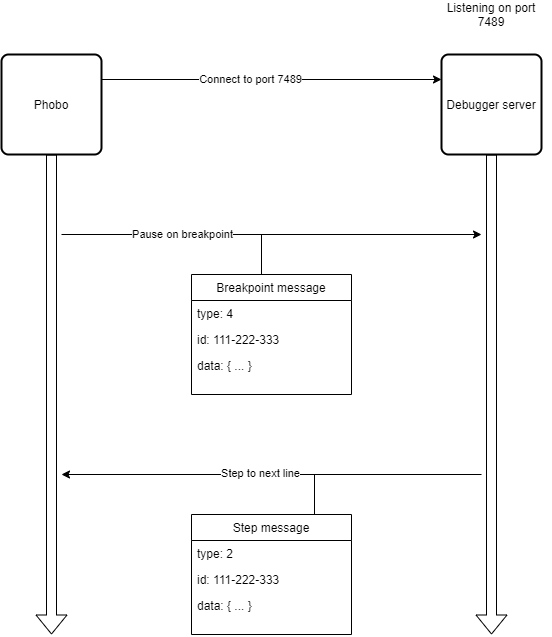 Listening on port
7489
Connect to port 7489
Phobo
Debugger server
Pause on breakpoint
Breakpoint message
type: 4
id: 111-222-333
data: { ... }
Step to next line
Step message
type: 2
id: 111-222-333
data: { ... }